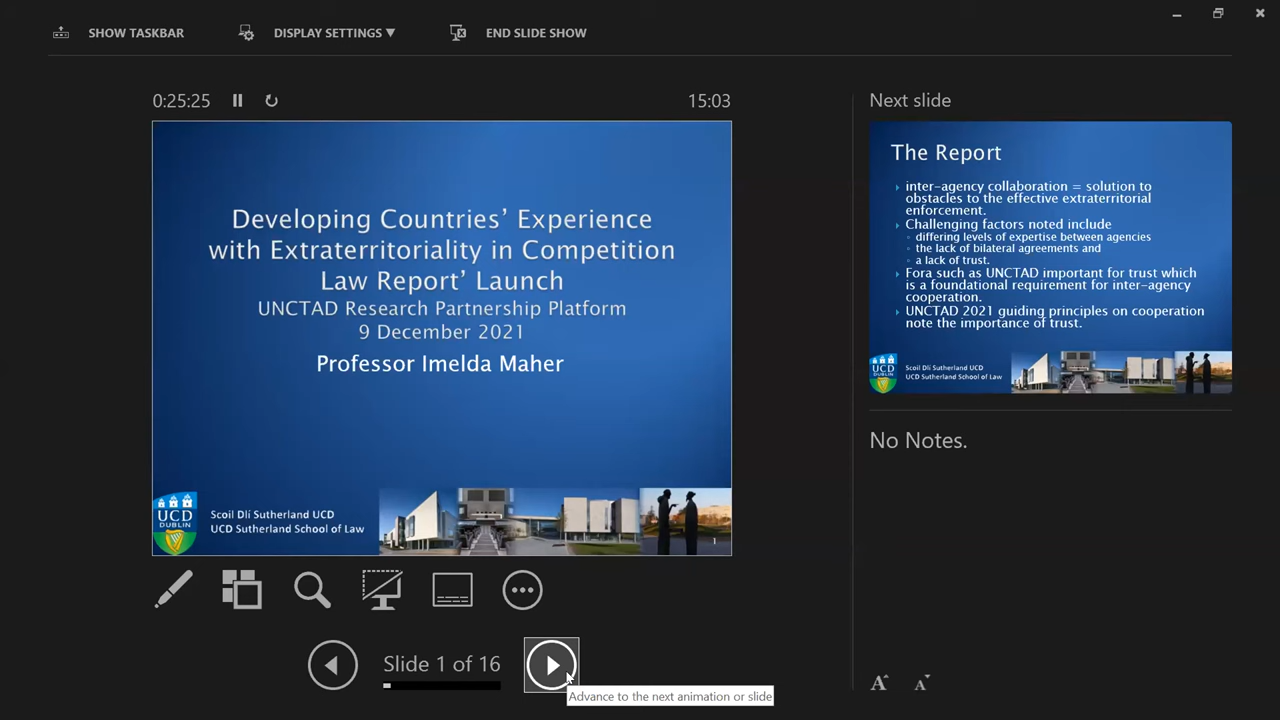 SHOW TASKBAR
DISPLAY SETTINGS ▼
END SLIDE SHOW
0:25:25
15:03
Developing Countries’ Experience
with Extraterritoriality in Competition
Law Report’ Launch
UNCTAD Research Partnership Platform
9 December 2021
Professor Imelda Maher
UCD
DUBLIN
Scoil Dlí Sutherland UCD
UCD Sutherland School of Law
1
Slide 1 of 16
Advance to the next animation or slide
Next slide
The Report
inter-agency collaboration = solution to
obstacles to the effective extraterritorial
enforcement.
Challenging factors noted include
differing levels of expertise between agencies
the lack of bilateral agreements and
a lack of trust.
Fora such as UNCTAD important for trust which
is a foundational requirement for inter-agency
cooperation.
UNCTAD 2021 guiding principles on cooperation
note the importance of trust.
UCD
DUBLIN
Scoil Dlí Sutherland UCD
UCD Sutherland School of Law
No Notes.
A A